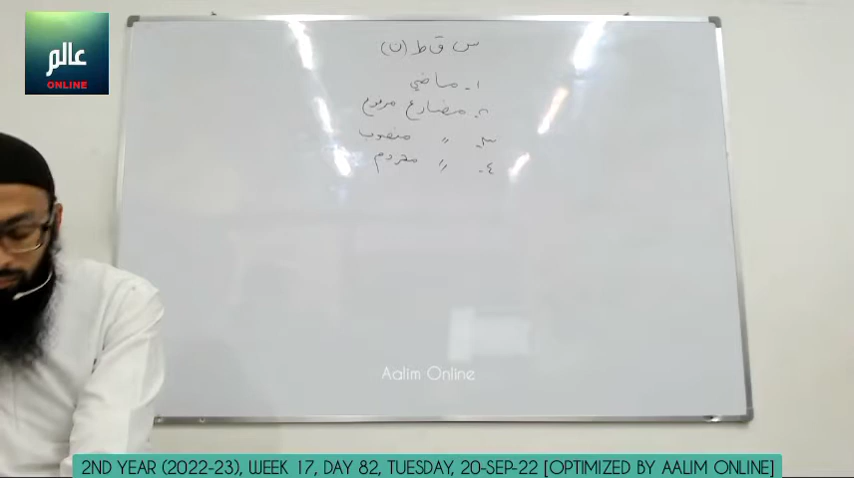 عالم
ONLINE
س ق ط (ن)
١. ماضي
٢. مضارع مرفوع
٣. " منصوب
٤. " مجزوم
Aalim Online
2ND YEAR (2022-23), WEEK 17, DAY 82, TUESDAY, 20-SEP-22 [OPTIMIZED BY AALIM ONLINE]